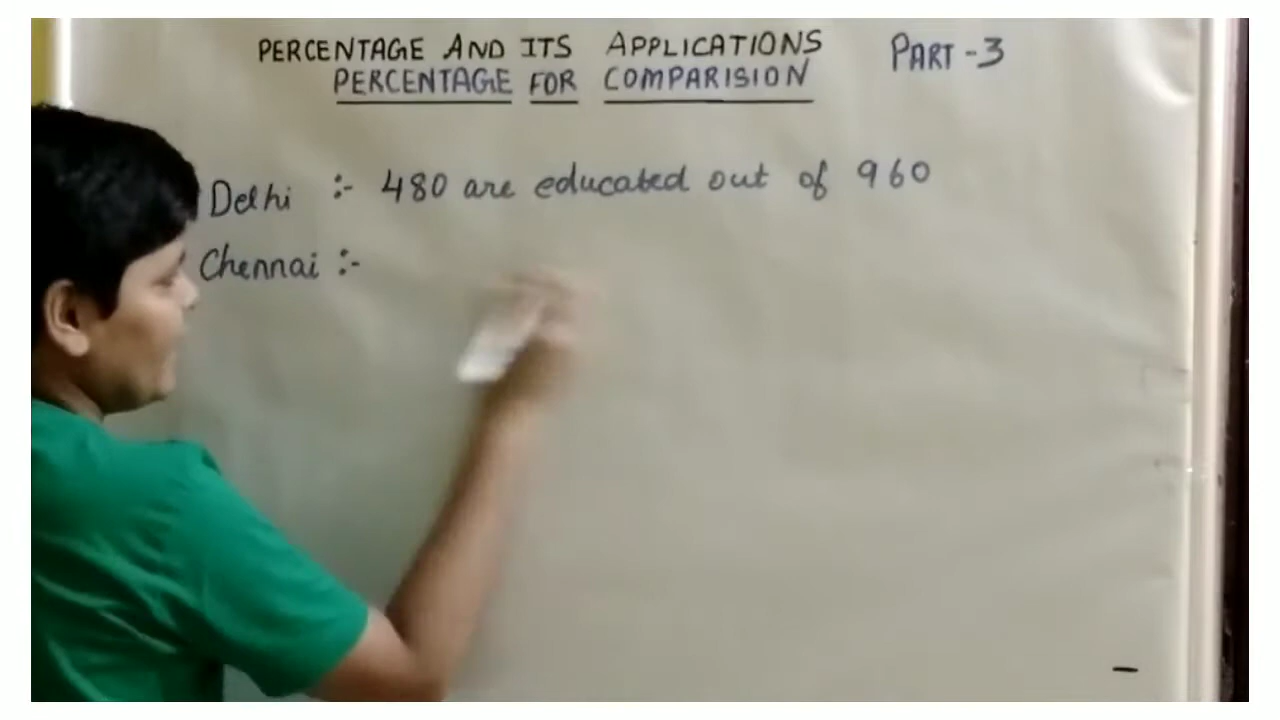 PERCENTAGE AND ITS APPLICATIONS PART-3
PERCENTAGE FOR COMPARISION
Delhi :- 480 are educated out of 960
Chennai :-